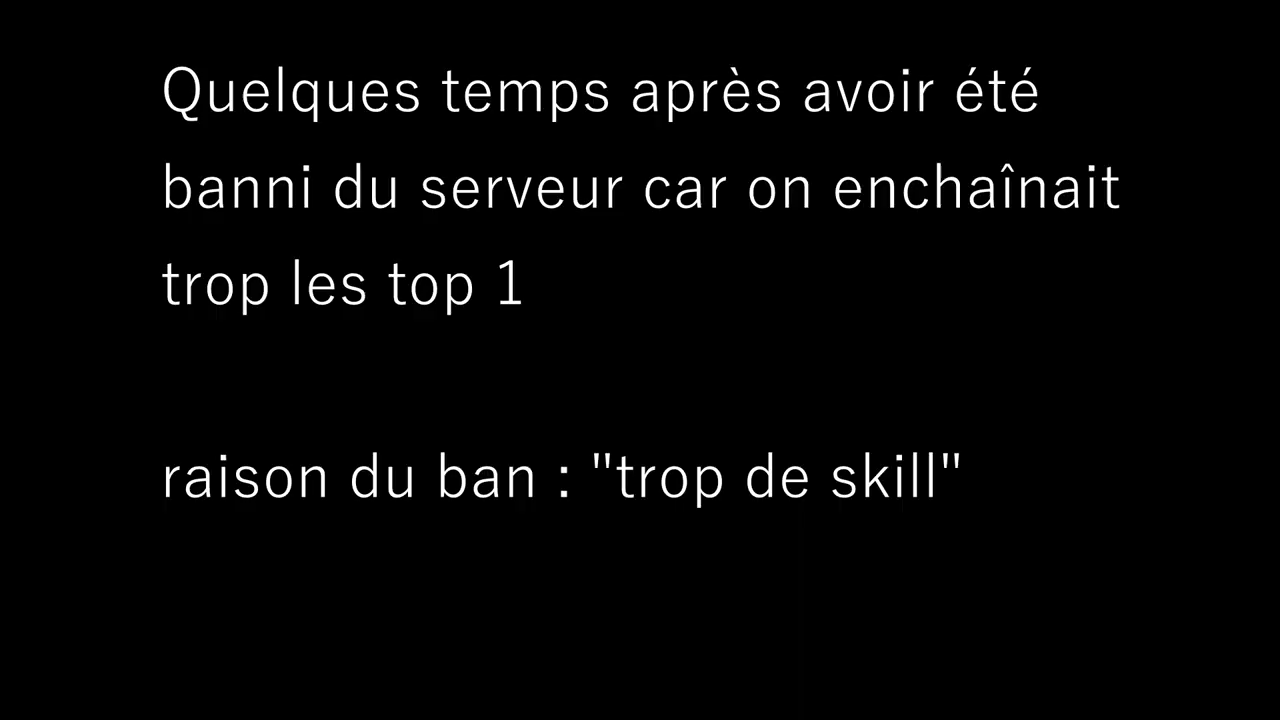 Quelques temps après avoir été
banni du serveur car on enchaînait
trop les top 1
raison du ban : "trop de skill"